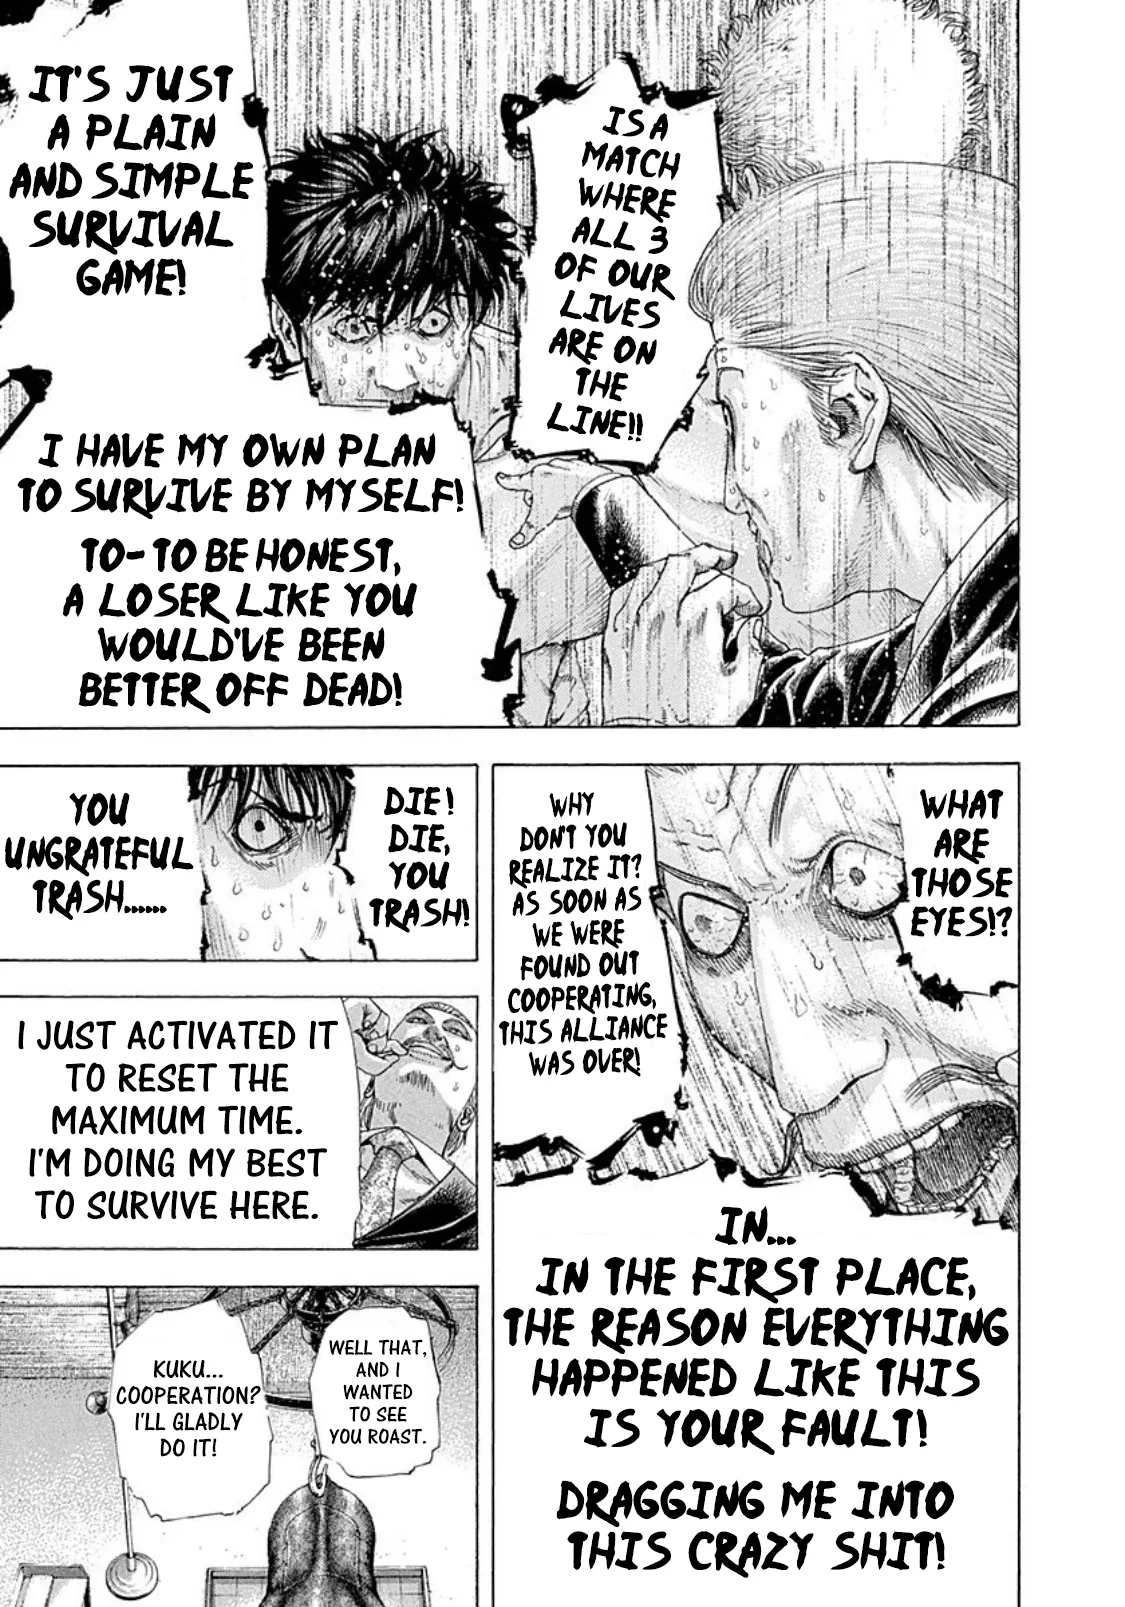 IS A
MATCH
WHERE
ALL 3
OF OUR
LIVES
ARE ON
THE
LINE!!
IT'S JUST
A PLAIN
AND SIMPLE
SURVIVAL
GAME!
I HAVE MY OWN PLAN
TO SURVIVE BY MYSELF!
TO- TO BE HONEST,
A LOSER LIKE YOU
WOULD'VE BEEN
BETTER OFF DEAD!
WHAT
ARE
THOSE
EYES!?
WHY
DON'T YOU
REALIZE IT?
AS SOON AS
WE WERE
FOUND OUT
COOPERATING,
THIS ALLIANCE
WAS OVER!
IN...
IN THE FIRST PLACE,
THE REASON EVERYTHING
HAPPENED LIKE THIS
IS YOUR FAULT!
DRAGGING ME INTO
THIS CRAZY SHIT!
DIE!
DIE,
YOU
TRASH!
YOU
UNGRATEFUL
TRASH......
I JUST ACTIVATED IT
TO RESET THE
MAXIMUM TIME.
I'M DOING MY BEST
TO SURVIVE HERE.
WELL THAT,
AND I
WANTED
TO SEE
YOU ROAST.
KUKU...
COOPERATION?
I'LL GLADLY
DO IT!